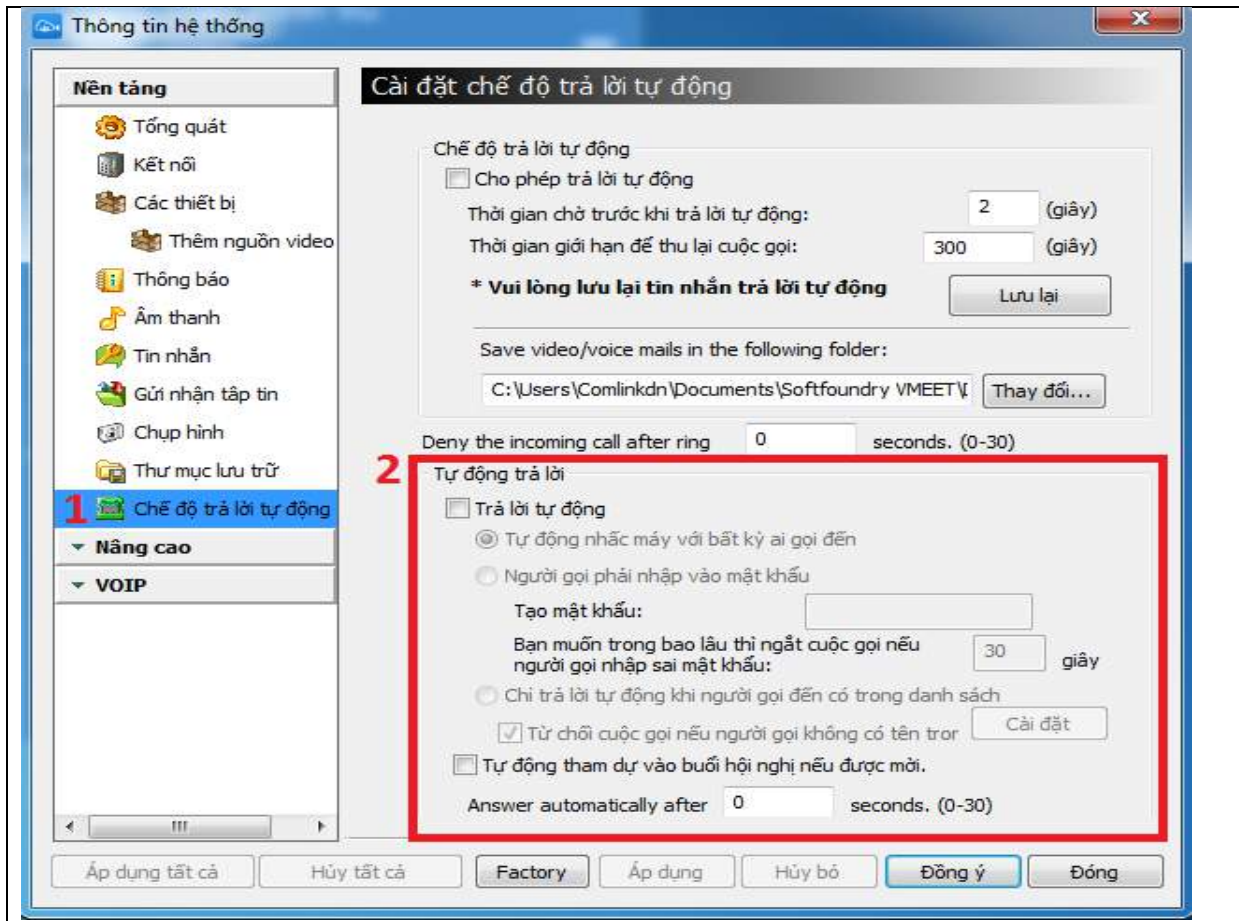 Thông tin hệ thống
Nền tảng
Tổng quát
Kết nối
Các thiết bị
Thêm nguồn video
Thông báo
Âm thanh
Tin nhắn
Gửi nhận tập tin
Chụp hình
Thư mục lưu trữ
1 Chế độ trả lời tự động
Nâng cao
VOIP
Cài đặt chế độ trả lời tự động
Chế độ trả lời tự động
Cho phép trả lời tự động
Thời gian chờ trước khi trả lời tự động: 2 (giây)
Thời gian giới hạn để thu lại cuộc gọi: 300 (giây)
* Vui lòng lưu lại tin nhắn trả lời tự động Lưu lại
Save video/voice mails in the following folder:
C:\Users\Comlinkdn\Documents\Softfoundry VMEET\ Thay đổi...
Deny the incoming call after ring 0 seconds. (0-30)
2 Tự động trả lời
Trả lời tự động
Tự động nhấc máy với bất kỳ ai gọi đến
Người gọi phải nhập vào mật khẩu
Tạo mật khẩu:
Bạn muốn trong bao lâu thì ngắt cuộc gọi nếu
người gọi nhập sai mật khẩu: 30 giây
Chỉ trả lời tự động khi người gọi đến có trong danh sách
Từ chối cuộc gọi nếu người gọi không có tên tror Cài đặt
Tự động tham dự vào buổi hội nghị nếu được mời.
Answer automatically after 0 seconds. (0-30)
Áp dụng tất cả Hủy tất cả Factory Áp dụng Hủy bỏ Đồng ý Đóng